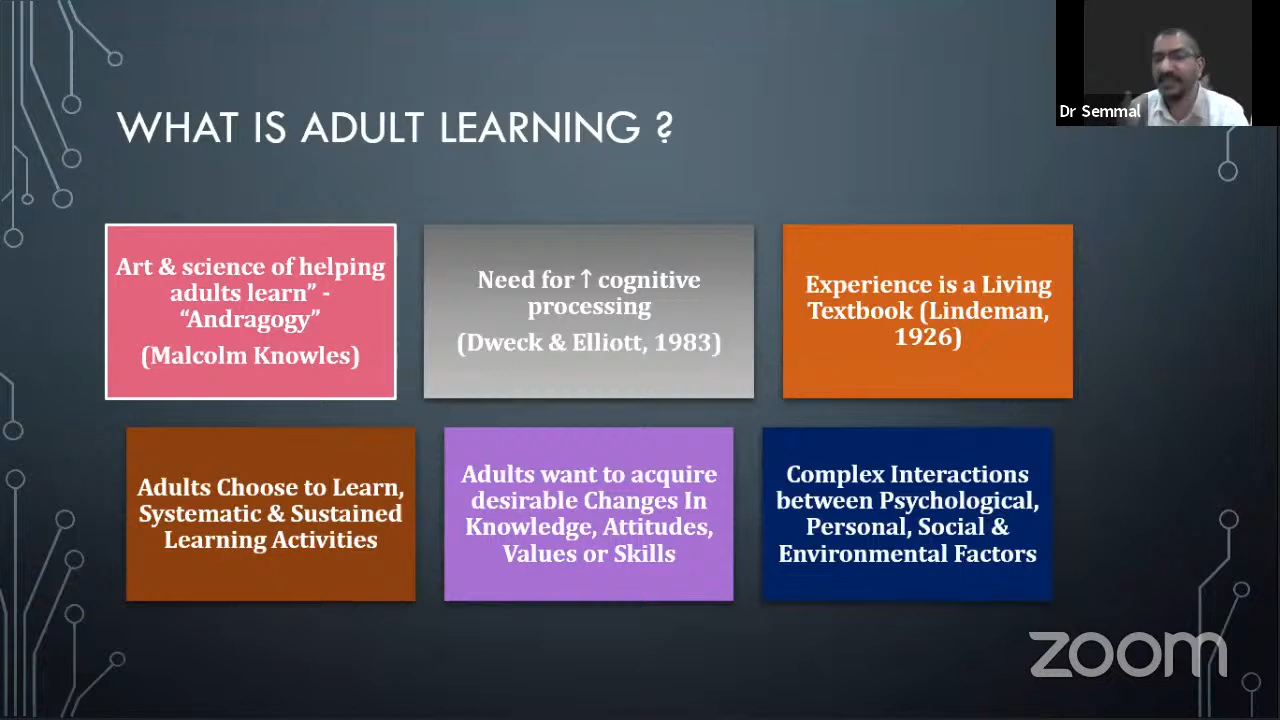 Dr Semmal
WHAT IS ADULT LEARNING ?
Art & science of helping
adults learn” -
“Andragogy”
(Malcolm Knowles)
Need for ↑ cognitive
processing
(Dweck & Elliott, 1983)
Experience is a Living
Textbook (Lindeman,
1926)
Adults Choose to Learn,
Systematic & Sustained
Learning Activities
Adults want to acquire
desirable Changes In
Knowledge, Attitudes,
Values or Skills
Complex Interactions
between Psychological,
Personal, Social &
Environmental Factors
zoom